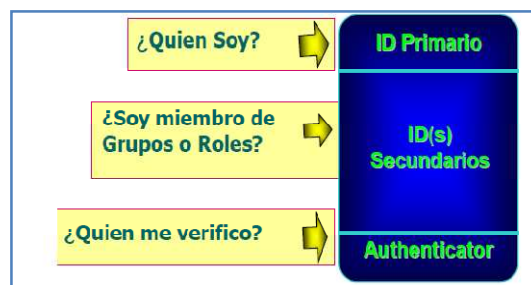 ¿Quien Soy?
ID Primario
¿Soy miembro de
Grupos o Roles?
ID(s)
Secundarios
¿Quien me verifico?
Authenticator